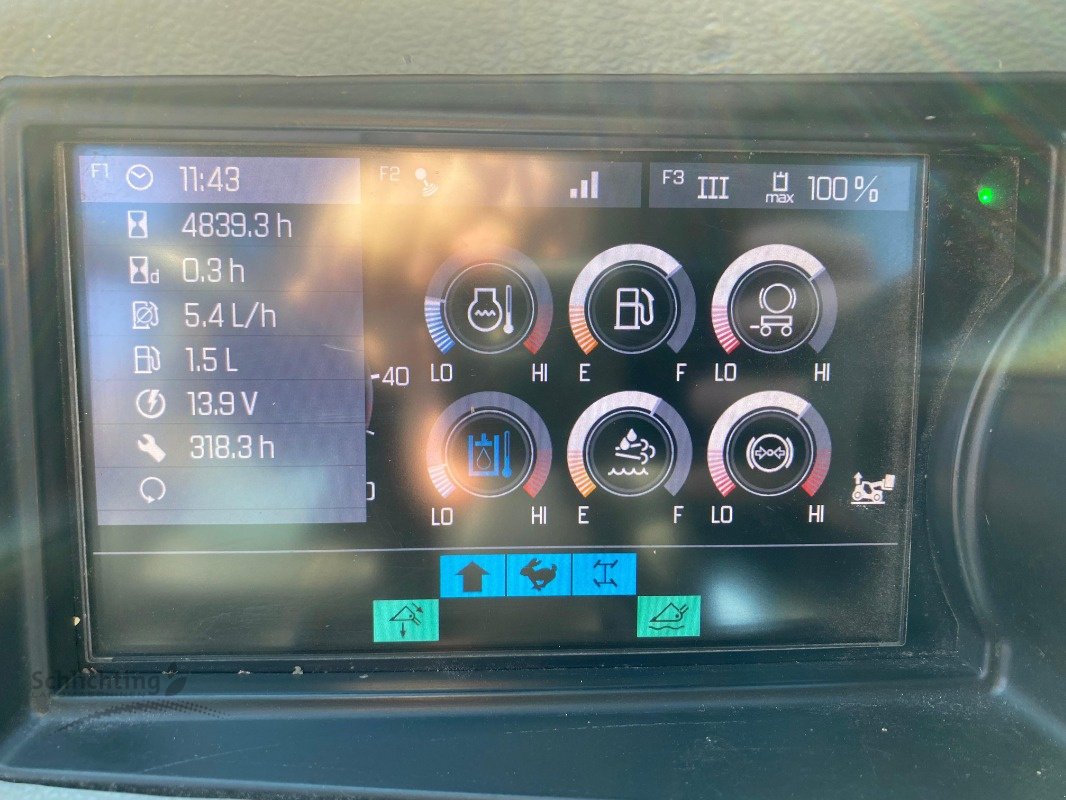 F1 11:43
F2
F3 III max 100 %
4839.3 h
d 0.3 h
5.4 L/h
1.5 L
13.9 V
318.3 h
40
LO HI E F LO HI
LO HI E F LO HI
Schlichting